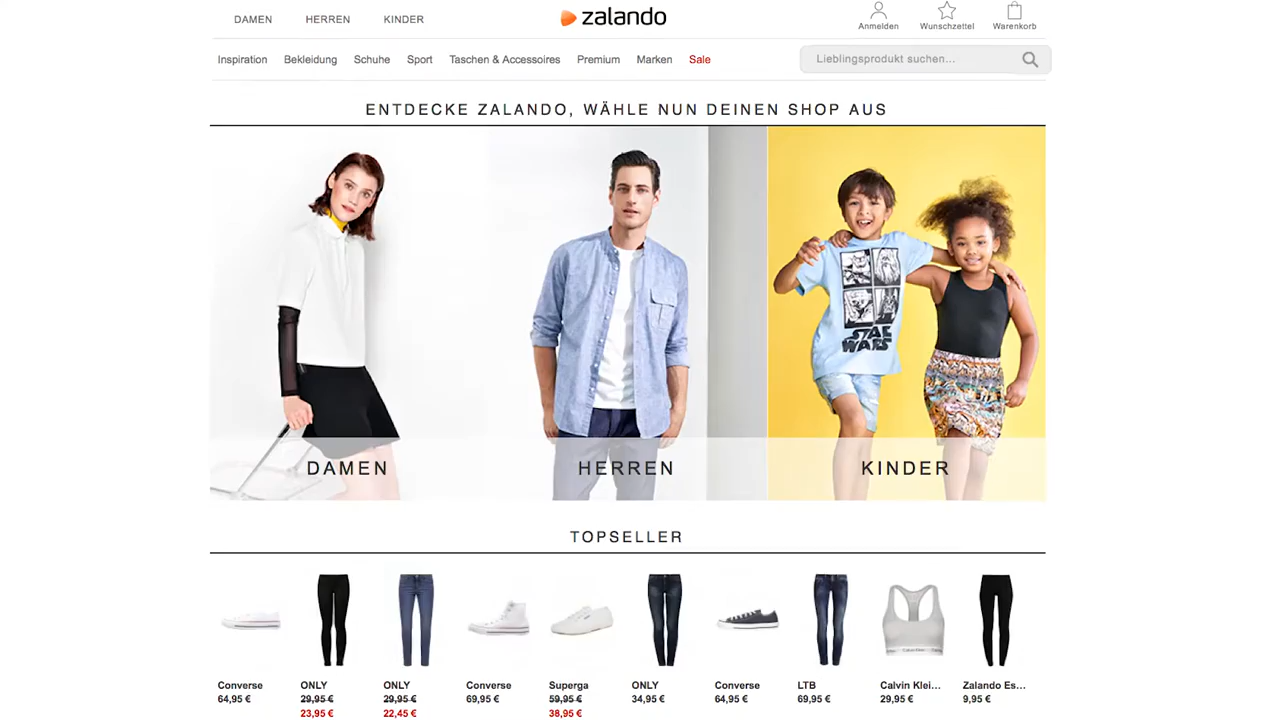 DAMEN HERREN KINDER zalando Anmelden Wunschzettel Warenkorb
Inspiration Bekleidung Schuhe Sport Taschen & Accessoires Premium Marken Sale Lieblingsprodukt suchen...
ENTDECKE ZALANDO, WÄHLE NUN DEINEN SHOP AUS
STAR
WARS
DAMEN HERREN KINDER
TOPSELLER
Calvin Klein
Converse ONLY ONLY Converse Superga ONLY Converse LTB Calvin Klei... Zalando Es...
64,95 € 29,95 € 29,95 € 69,95 € 59,95 € 34,95 € 64,95 € 69,95 € 29,95 € 9,95 €
23,95 € 22,45 € 38,95 €